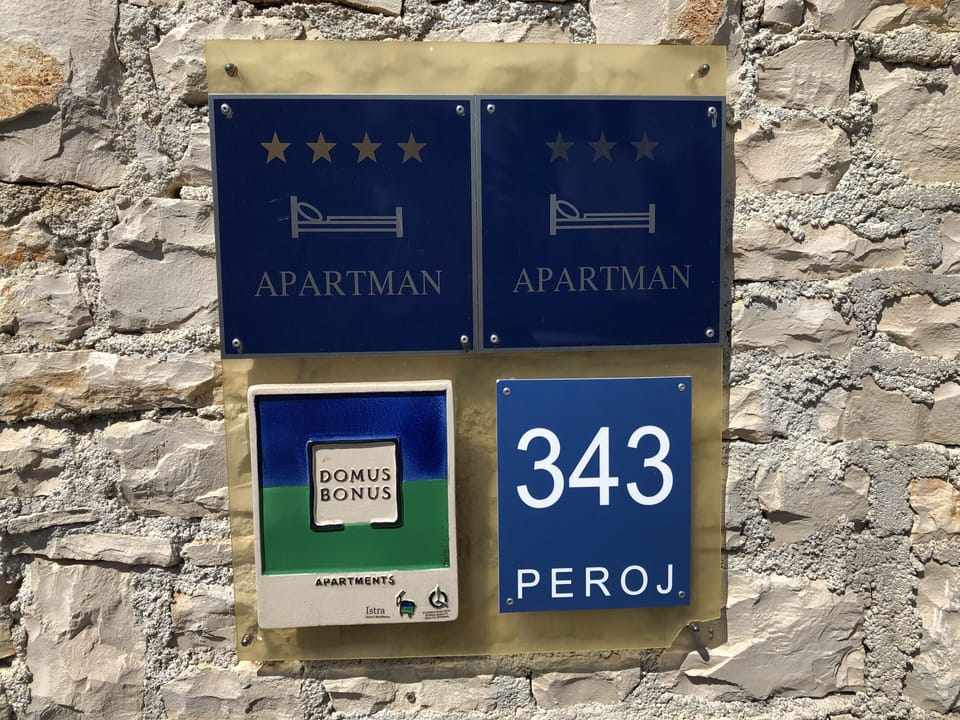 APARTMAN
APARTMAN
DOMUS
BONUS
APARTMENTS
Istra
343
PEROJ